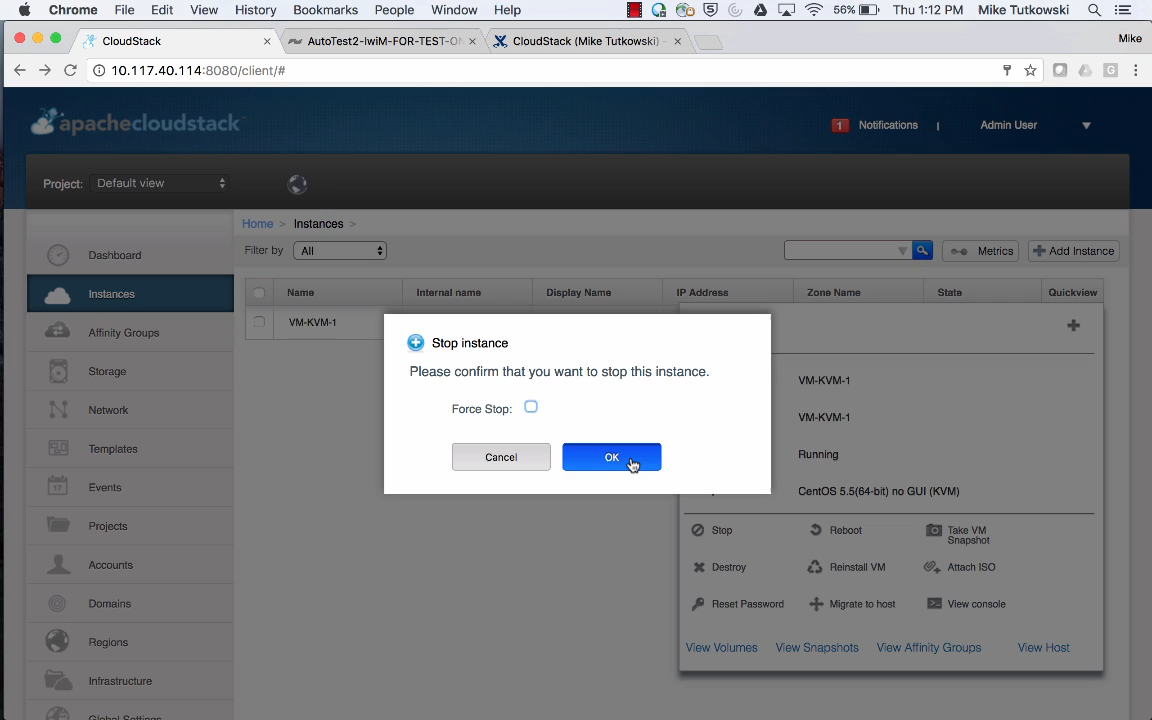 Chrome File Edit View History Bookmarks People Window Help 56% Thu 1:12 PM Mike Tutkowski
CloudStack × AutoTest2-IwiM-FOR-TEST-ON × CloudStack (Mike Tutkowski) - × Mike
10.117.40.114:8080/client/#
apachecloudstack
1 Notifications | Admin User
Project: Default view
Home > Instances >
Filter by All Metrics Add Instance
Dashboard
Instances
Affinity Groups
Storage
Network
Templates
17 Events
Projects
Accounts
Domains
Regions
Infrastructure
Global Settings
Name Internal name Display Name IP Address Zone Name State Quickview
VM-KVM-1
Stop instance
Please confirm that you want to stop this instance.
Force Stop:
Cancel OK
VM-KVM-1
VM-KVM-1
Running
CentOS 5.5(64-bit) no GUI (KVM)
Stop Reboot Take VM Snapshot
Destroy Reinstall VM Attach ISO
Reset Password Migrate to host View console
View Volumes View Snapshots View Affinity Groups View Host